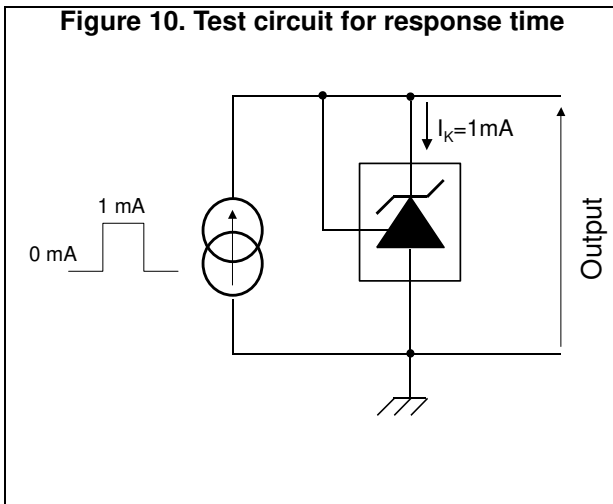 Figure 10. Test circuit for response time
I_K=1mA
1 mA
0 mA
Output